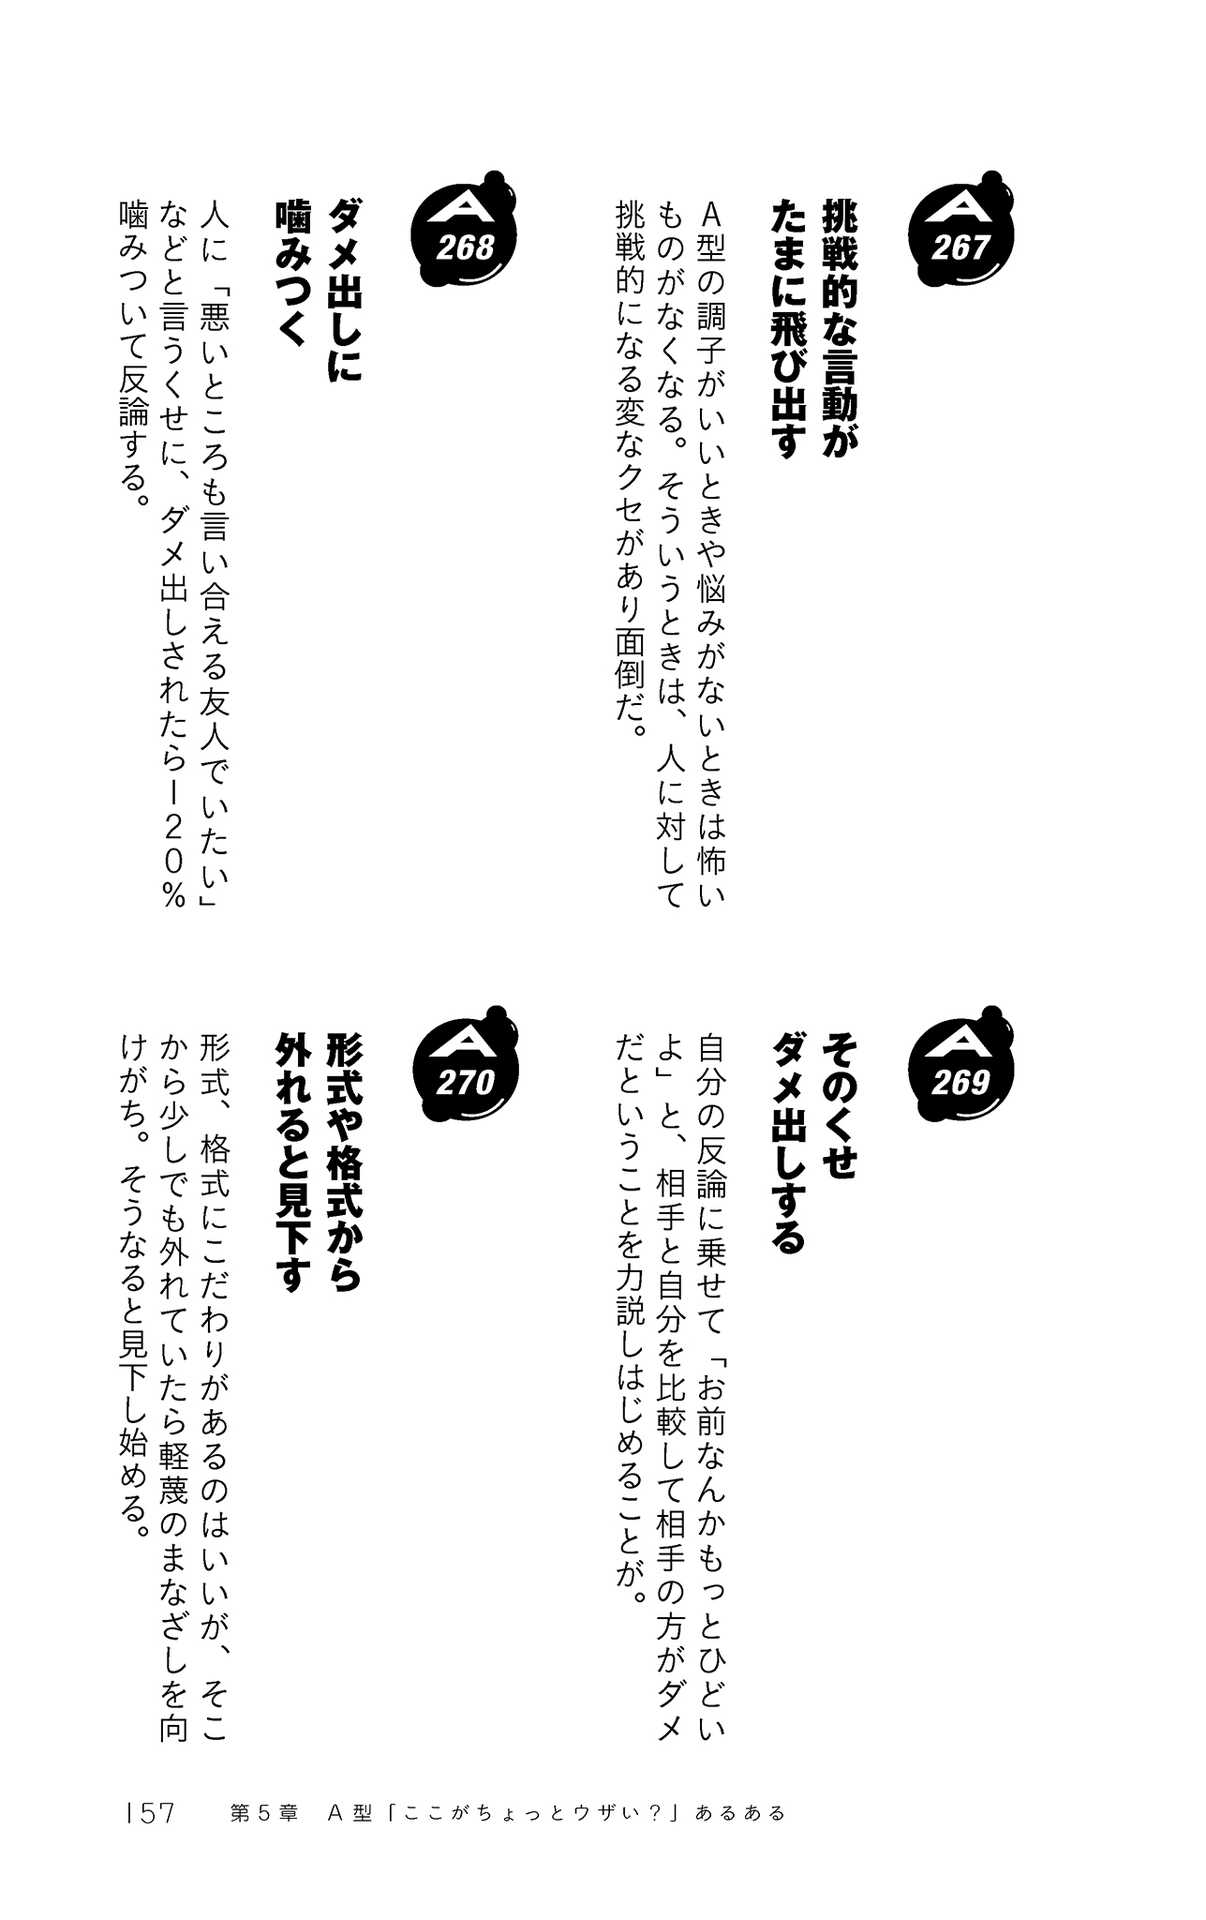 A
267
挑戦的な言動が
たまに飛び出す
A型の調子がいいときや悩みがないときは怖い
ものがなくなる。そういうときは、人に対して
挑戦的になる変なクセがあり面倒だ。
A
268
ダメ出しに
噛みつく
人に「悪いところも言い合える友人でいたい」
などと言うくせに、ダメ出しされたら120%
噛みついて反論する。
A
269
そのくせ
ダメ出しする
自分の反論に乗せて「お前なんかもっとひどい
よ」と、相手と自分を比較して相手の方がダメ
だということを力説しはじめることが。
A
270
形式や格式から
外れると見下す
形式、格式にこだわりがあるのはいいが、そこ
から少しでも外れていたら軽蔑のまなざしを向
けがち。そうなると見下し始める。
157 第5章 A型「ここがちょっとウザい?」あるある